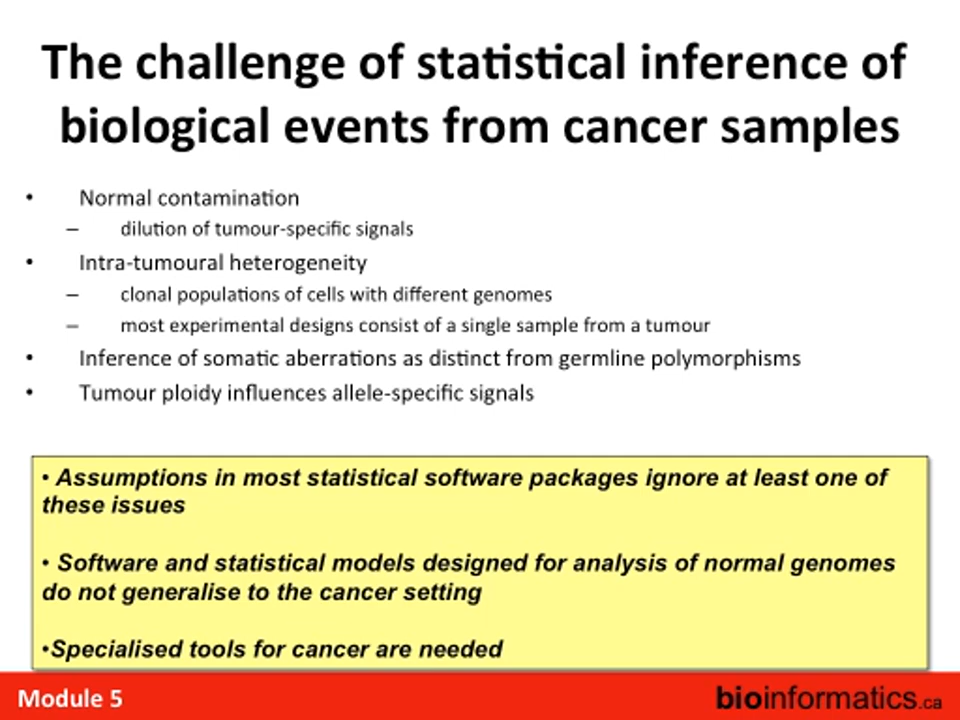 The challenge of statistical inference of
biological events from cancer samples
• Normal contamination
– dilution of tumour-specific signals
• Intra-tumoural heterogeneity
– clonal populations of cells with different genomes
– most experimental designs consist of a single sample from a tumour
• Inference of somatic aberrations as distinct from germline polymorphisms
• Tumour ploidy influences allele-specific signals
• Assumptions in most statistical software packages ignore at least one of
these issues
• Software and statistical models designed for analysis of normal genomes
do not generalise to the cancer setting
•Specialised tools for cancer are needed
Module 5
bioinformatics.ca